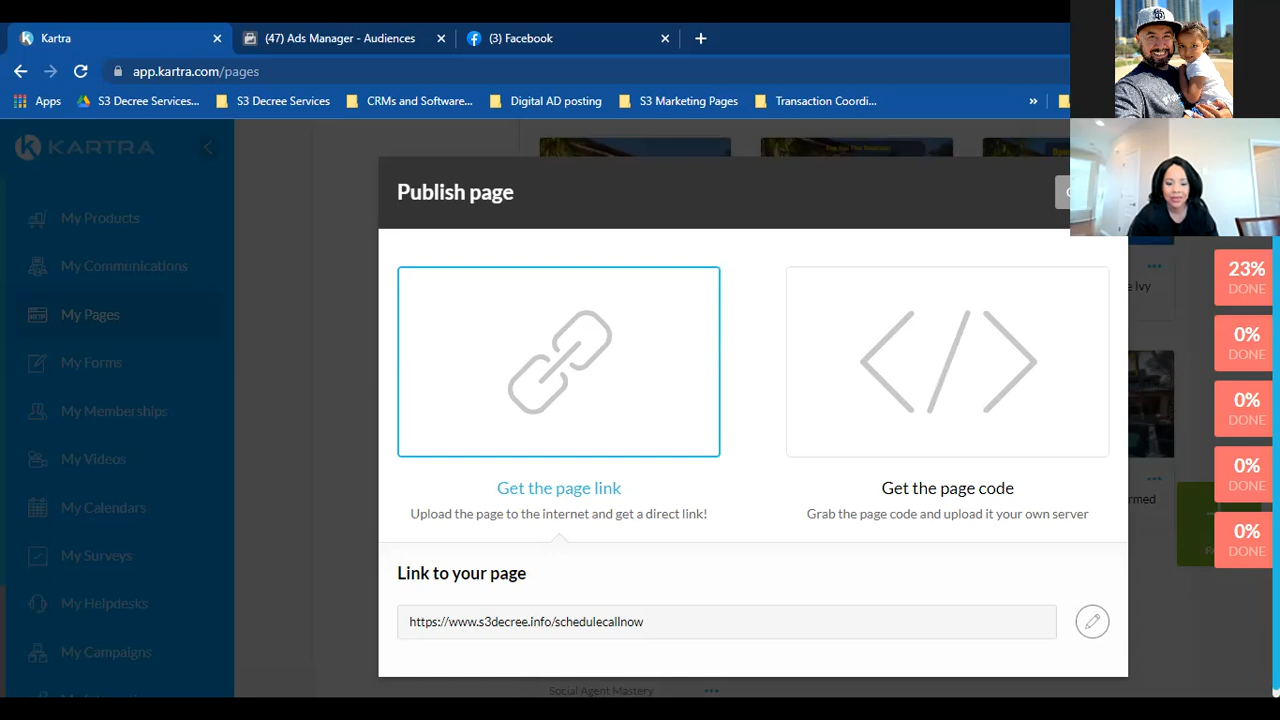 Kartra
(47) Ads Manager - Audiences
(3) Facebook
app.kartra.com/pages
Apps
S3 Decree Services...
S3 Decree Services
CRMs and Software...
Digital AD posting
S3 Marketing Pages
Transaction Coordi...
»
KARTRA
My Products
My Communications
My Pages
My Forms
My Memberships
My Videos
My Calendars
My Surveys
My Helpdesks
My Campaigns
Publish page
Get the page link
Upload the page to the internet and get a direct link!
Get the page code
Grab the page code and upload it your own server
Link to your page
https://www.s3decree.info/schedulecallnow
Social Agent Mastery
Ivy
23%
DONE
0%
DONE
0%
DONE
0%
DONE
0%
DONE